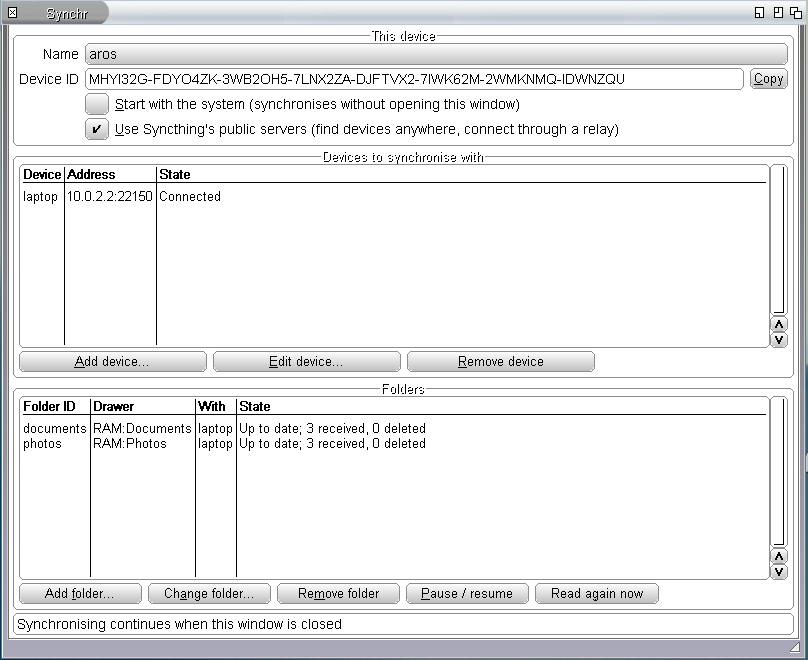 Synchr
This device
Name aros
Device ID MHYI32G-FDYO4ZK-3WB2OH5-7LNX2ZA-DJFTVX2-7IWK62M-2WMKNMQ-IDWNZQU Copy
Start with the system (synchronises without opening this window)
Use Syncthing's public servers (find devices anywhere, connect through a relay)
Devices to synchronise with
Device Address State
laptop 10.0.2.2:22150 Connected
Add device... Edit device... Remove device
Folders
Folder ID Drawer With State
documents RAM:Documents laptop Up to date; 3 received, 0 deleted
photos RAM:Photos laptop Up to date; 3 received, 0 deleted
Add folder... Change folder... Remove folder Pause / resume Read again now
Synchronising continues when this window is closed